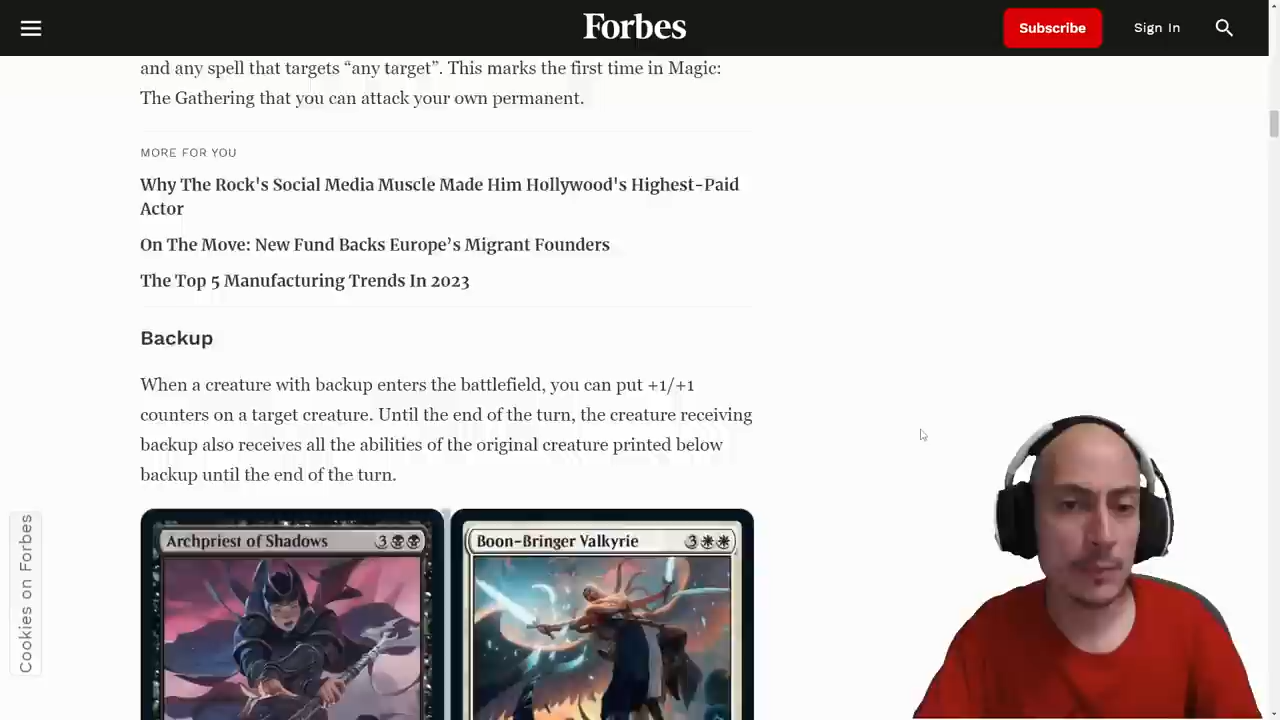 Forbes
Subscribe
Sign In
and any spell that targets “any target”. This marks the first time in Magic:
The Gathering that you can attack your own permanent.
MORE FOR YOU
Why The Rock's Social Media Muscle Made Him Hollywood's Highest-Paid
Actor
On The Move: New Fund Backs Europe’s Migrant Founders
The Top 5 Manufacturing Trends In 2023
Backup
When a creature with backup enters the battlefield, you can put +1/+1
counters on a target creature. Until the end of the turn, the creature receiving
backup also receives all the abilities of the original creature printed below
backup until the end of the turn.
Cookies on Forbes
Archpriest of Shadows 3
Boon-Bringer Valkyrie 3